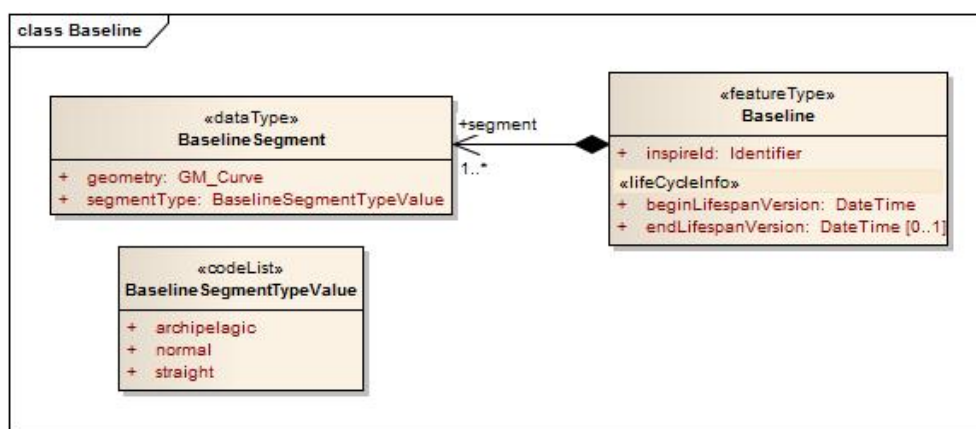 class Baseline
«dataType»
BaselineSegment
+ geometry: GM_Curve
+ segmentType: BaselineSegmentTypeValue
+segment
1..*
«featureType»
Baseline
+ inspireId: Identifier
«lifeCycleInfo»
+ beginLifespanVersion: DateTime
+ endLifespanVersion: DateTime [0..1]
«codeList»
BaselineSegmentTypeValue
+ archipelagic
+ normal
+ straight